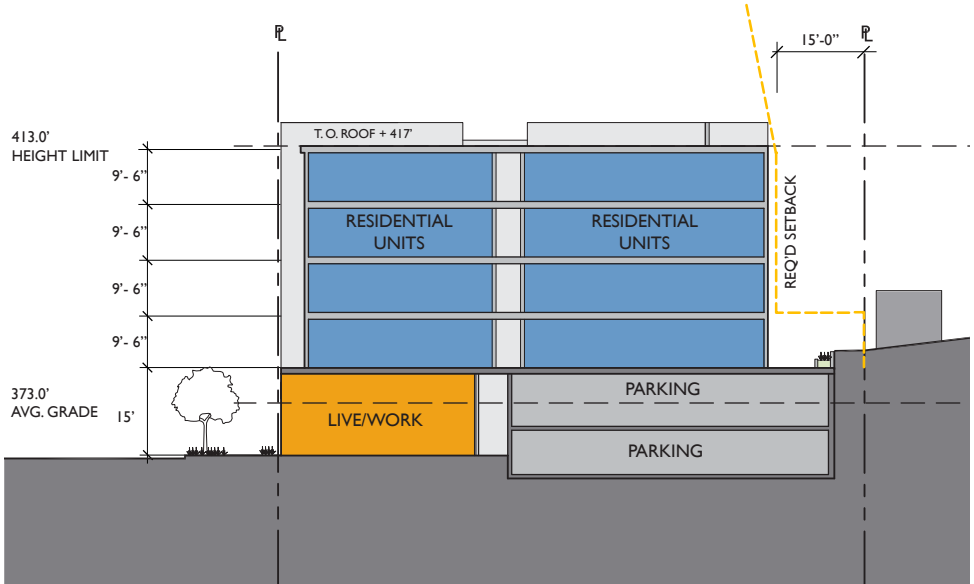 PL
15'-0"
PL
413.0'
HEIGHT LIMIT
T. O. ROOF + 417'
9'- 6"
9'- 6"
9'- 6"
9'- 6"
RESIDENTIAL
UNITS
RESIDENTIAL
UNITS
REQ'D SETBACK
373.0'
AVG. GRADE
15'
LIVE/WORK
PARKING
PARKING